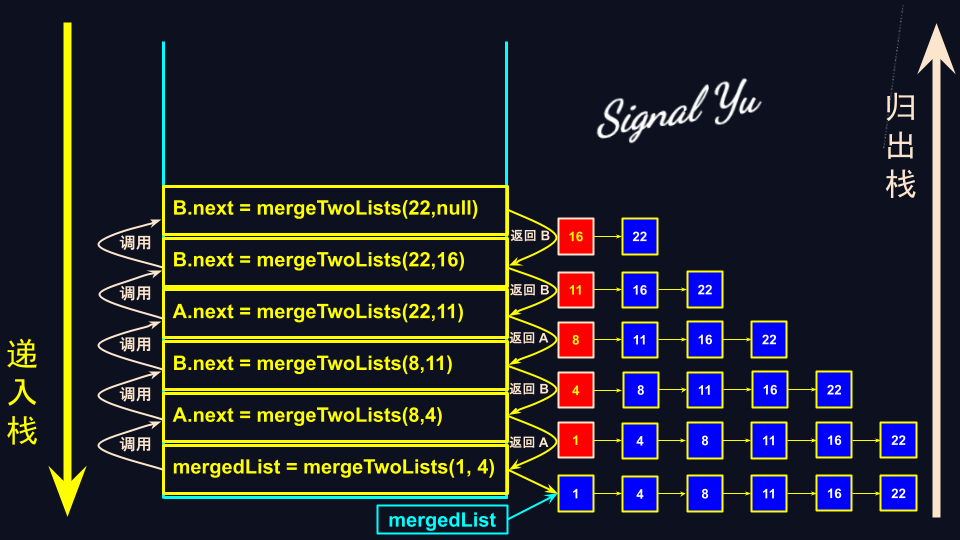 Signal Yu
递入栈
归出栈
B.next = mergeTwoLists(22,null)
返回 B
16
22
调用
B.next = mergeTwoLists(22,16)
返回 B
11
16
22
调用
A.next = mergeTwoLists(22,11)
返回 A
8
11
16
22
调用
B.next = mergeTwoLists(8,11)
返回 B
4
8
11
16
22
调用
A.next = mergeTwoLists(8,4)
返回 A
1
4
8
11
16
22
调用
mergedList = mergeTwoLists(1, 4)
1
4
8
11
16
22
mergedList